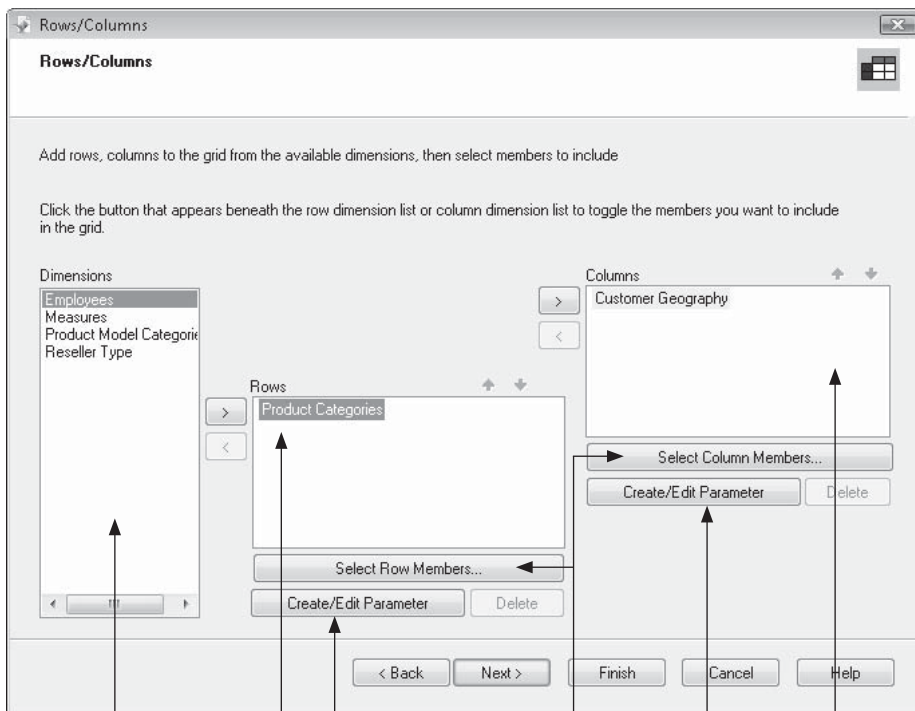 Rows/Columns
Rows/Columns
Add rows, columns to the grid from the available dimensions, then select members to include
Click the button that appears beneath the row dimension list or column dimension list to toggle the members you want to include
in the grid.
Dimensions
Employees
Measures
Product Model Categorie
Reseller Type
Columns
Customer Geography
>
<
Rows
Product Categories
>
<
Select Column Members...
Create/Edit Parameter
Delete
Select Row Members...
Create/Edit Parameter
Delete
< Back
Next >
Finish
Cancel
Help